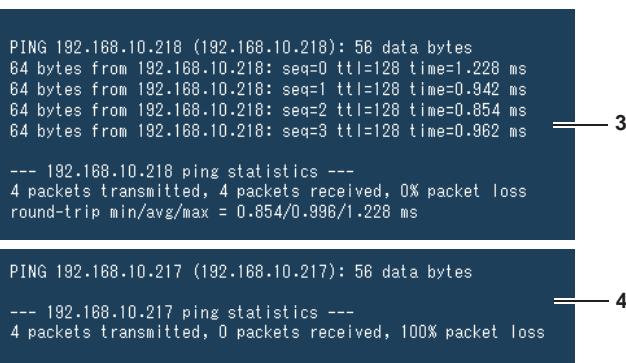 PING 192.168.10.218 (192.168.10.218): 56 data bytes
64 bytes from 192.168.10.218: seq=0 ttl=128 time=1.228 ms
64 bytes from 192.168.10.218: seq=1 ttl=128 time=0.942 ms
64 bytes from 192.168.10.218: seq=2 ttl=128 time=0.854 ms
64 bytes from 192.168.10.218: seq=3 ttl=128 time=0.962 ms
3
--- 192.168.10.218 ping statistics ---
4 packets transmitted, 4 packets received, 0% packet loss
round-trip min/avg/max = 0.854/0.996/1.228 ms
PING 192.168.10.217 (192.168.10.217): 56 data bytes
4
--- 192.168.10.217 ping statistics ---
4 packets transmitted, 0 packets received, 100% packet loss